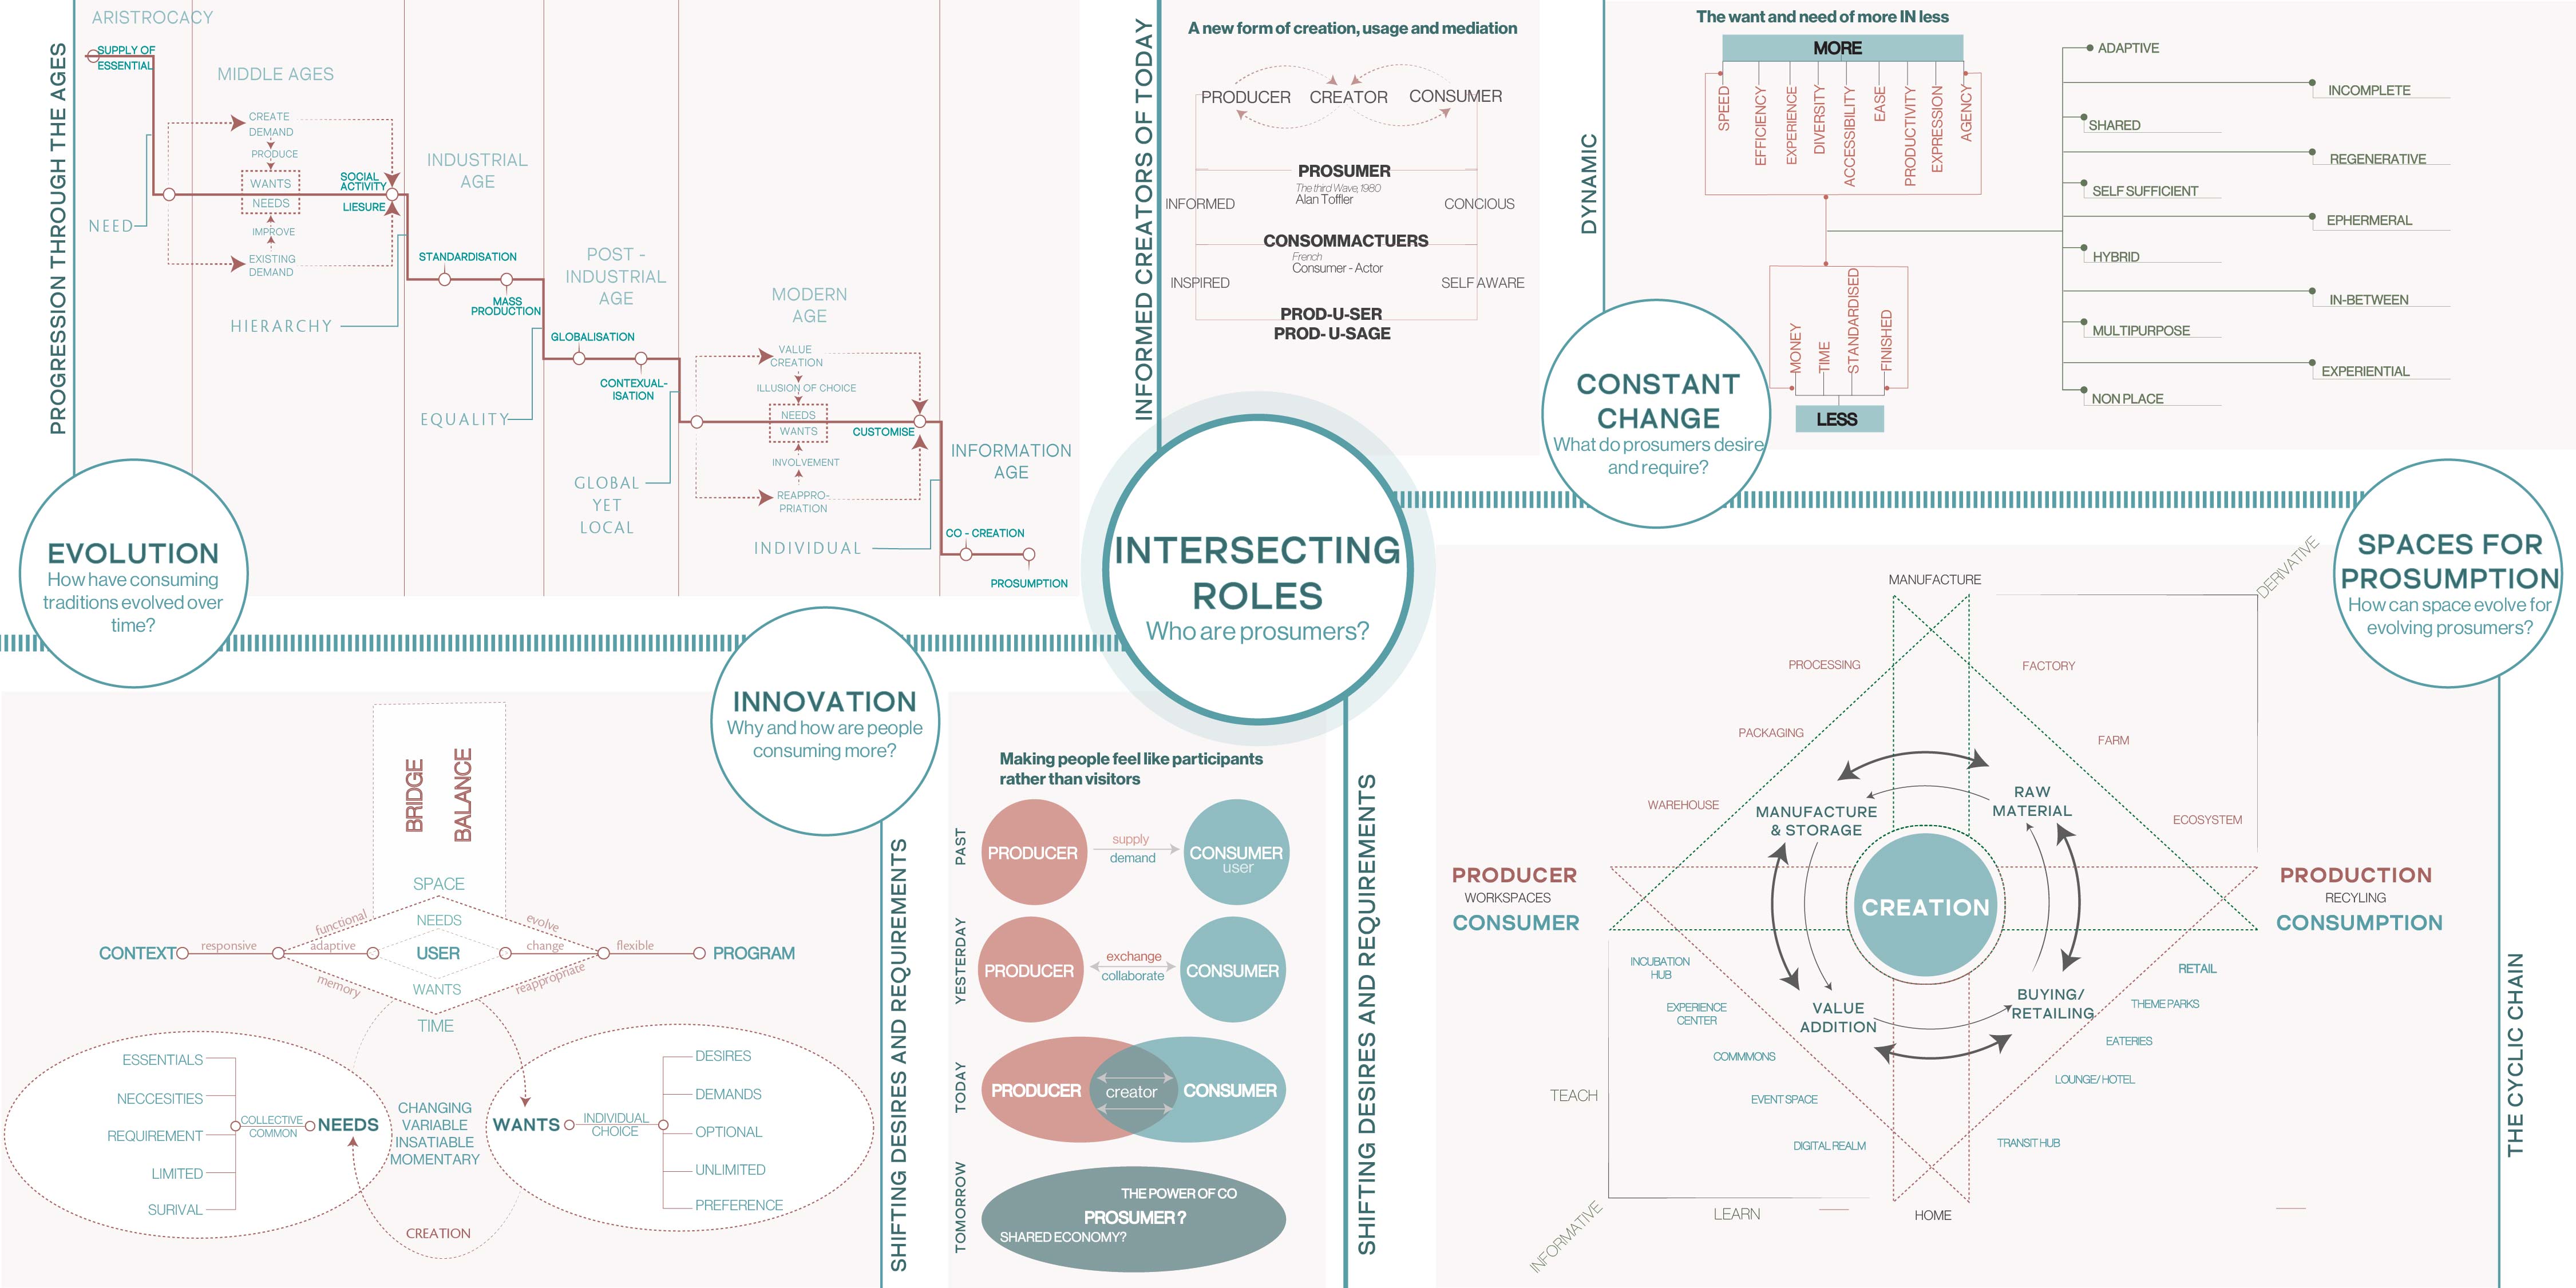 PROGRESSION THROUGH THE AGES
ARISTROCACY
SUPPLY OF
ESSENTIAL
NEED
MIDDLE AGES
CREATE
DEMAND
PRODUCE
WANTS
NEEDS
IMPROVE
EXISTING
DEMAND
SOCIAL
ACTIVITY
LIESURE
HIERARCHY
INDUSTRIAL
AGE
STANDARDISATION
MASS
PRODUCTION
EQUALITY
POST -
INDUSTRIAL
AGE
GLOBALISATION
CONTEXUAL-
ISATION
GLOBAL
YET
LOCAL
MODERN
AGE
VALUE
CREATION
ILLUSION OF CHOICE
NEEDS
WANTS
INVOLVEMENT
REAPPRO-
PRIATION
CUSTOMISE
INDIVIDUAL
INFORMATION
AGE
CO - CREATION
PROSUMPTION
EVOLUTION
How have consuming
traditions evolved over
time?
INNOVATION
Why and how are people
consuming more?
BRIDGE
BALANCE
SPACE
NEEDS
USER
WANTS
TIME
CONTEXT
responsive
adaptive
functional
memory
evolve
change
reappropriate
flexible
PROGRAM
ESSENTIALS
NECCESITIES
REQUIREMENT
LIMITED
SURIVAL
COLLECTIVE
COMMON
NEEDS
CHANGING
VARIABLE
INSATIABLE
MOMENTARY
CREATION
WANTS
INDIVIDUAL
CHOICE
DESIRES
DEMANDS
OPTIONAL
UNLIMITED
PREFERENCE
SHIFTING DESIRES AND REQUIREMENTS
INFORMED CREATORS OF TODAY
A new form of creation, usage and mediation
PRODUCER
CREATOR
CONSUMER
PROSUMER
The third Wave, 1980
Alan Toffler
INFORMED
CONCIOUS
CONSOMMACTUERS
French
Consumer - Actor
INSPIRED
SELF AWARE
PROD-U-SER
PROD- U-SAGE
INTERSECTING
ROLES
Who are prosumers?
Making people feel like participants
rather than visitors
PAST
PRODUCER
supply
demand
CONSUMER
user
YESTERDAY
PRODUCER
exchange
collaborate
CONSUMER
TODAY
PRODUCER
creator
CONSUMER
TOMORROW
THE POWER OF CO
PROSUMER ?
SHARED ECONOMY?
SHIFTING DESIRES AND REQUIREMENTS
DYNAMIC
The want and need of more IN less
MORE
SPEED
EFFICIENCY
EXPERIENCE
DIVERSITY
ACCESSIBILITY
EASE
PRODUCTIVITY
EXPRESSION
AGENCY
MONEY
TIME
STANDARDISED
FINISHED
LESS
ADAPTIVE
INCOMPLETE
SHARED
REGENERATIVE
SELF SUFFICIENT
EPHERMERAL
HYBRID
IN-BETWEEN
MULTIPURPOSE
EXPERIENTIAL
NON PLACE
CONSTANT
CHANGE
What do prosumers desire
and require?
SPACES FOR
PROSUMPTION
How can space evolve for
evolving prosumers?
THE CYCLIC CHAIN
MANUFACTURE
DERIVATIVE
PROCESSING
FACTORY
PACKAGING
FARM
WAREHOUSE
ECOSYSTEM
MANUFACTURE
& STORAGE
RAW
MATERIAL
CREATION
PRODUCER
WORKSPACES
CONSUMER
PRODUCTION
RECYLING
CONSUMPTION
VALUE
ADDITION
BUYING/
RETAILING
INCUBATION
HUB
EXPERIENCE
CENTER
COMMMONS
EVENT SPACE
DIGITAL REALM
RETAIL
THEME PARKS
EATERIES
LOUNGE/ HOTEL
TRANSIT HUB
TEACH
LEARN
HOME
INFORMATIVE